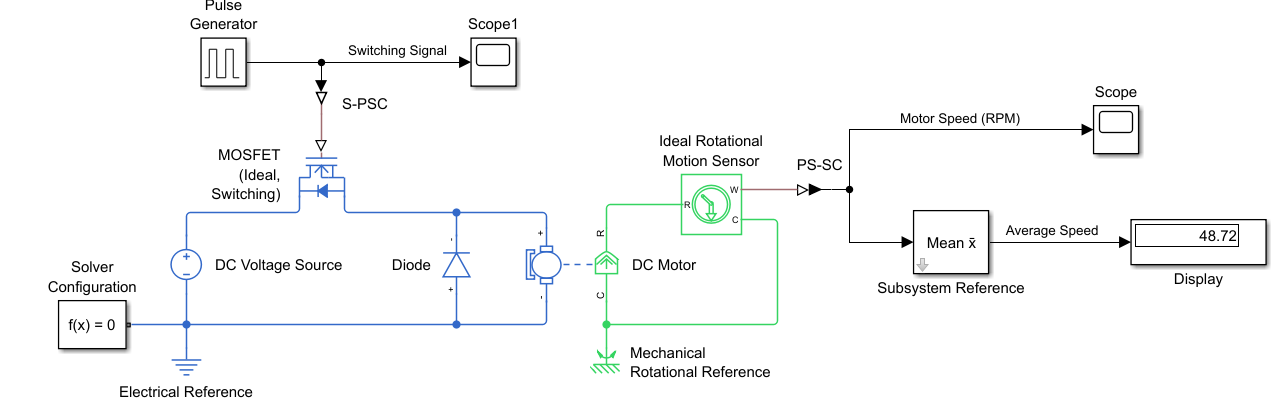 Pulse
Generator
Switching Signal
Scope1
S-PSC
MOSFET
(Ideal,
Switching)
DC Voltage Source
Solver
Configuration
f(x) = 0
Electrical Reference
Diode
-
+
+
-
R
C
DC Motor
Ideal Rotational
Motion Sensor
R
W
C
Mechanical
Rotational Reference
PS-SC
Motor Speed (RPM)
Scope
Mean x̄
Subsystem Reference
Average Speed
48.72
Display